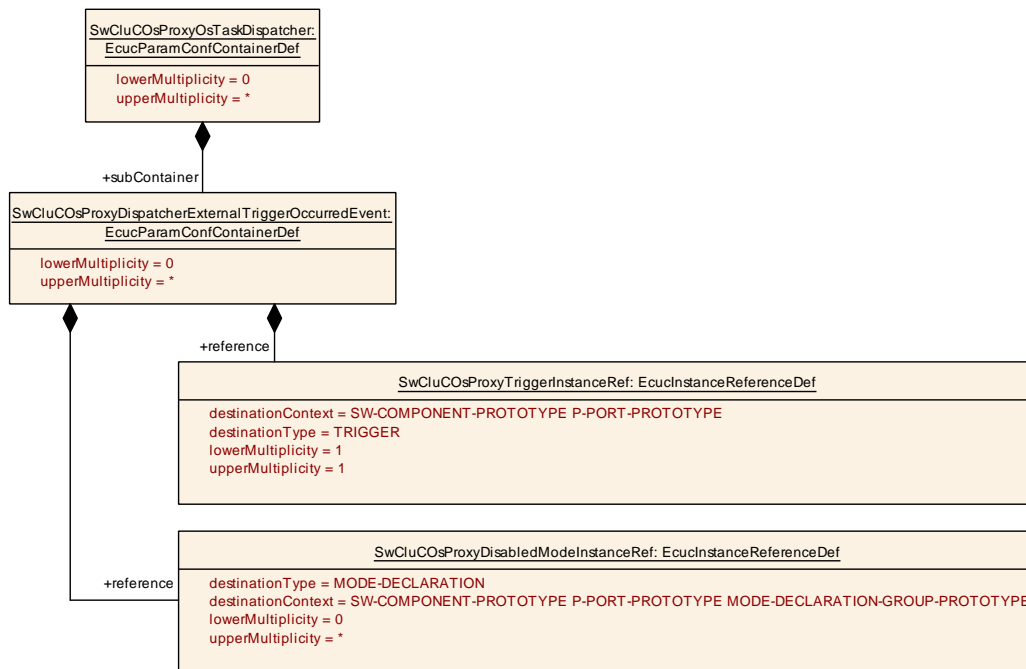 SwCluCOsProxyOsTaskDispatcher:
EcucParamConfContainerDef
lowerMultiplicity = 0
upperMultiplicity = *
+subContainer
SwCluCOsProxyDispatcherExternalTriggerOccurredEvent:
EcucParamConfContainerDef
lowerMultiplicity = 0
upperMultiplicity = *
+reference
SwCluCOsProxyTriggerInstanceRef: EcucInstanceReferenceDef
destinationContext = SW-COMPONENT-PROTOTYPE P-PORT-PROTOTYPE
destinationType = TRIGGER
lowerMultiplicity = 1
upperMultiplicity = 1
SwCluCOsProxyDisabledModeInstanceRef: EcucInstanceReferenceDef
+reference
destinationType = MODE-DECLARATION
destinationContext = SW-COMPONENT-PROTOTYPE P-PORT-PROTOTYPE MODE-DECLARATION-GROUP-PROTOTYPE
lowerMultiplicity = 0
upperMultiplicity = *